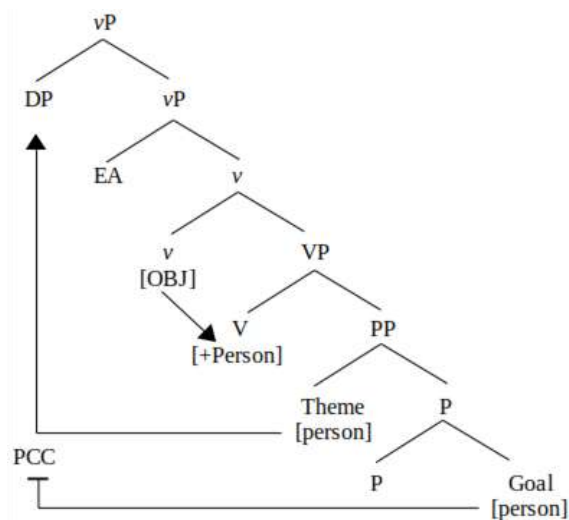 vP
DP vP
EA v
v VP
[OBJ]
V PP
[+Person]
Theme P
[person]
PCC
P Goal
[person]